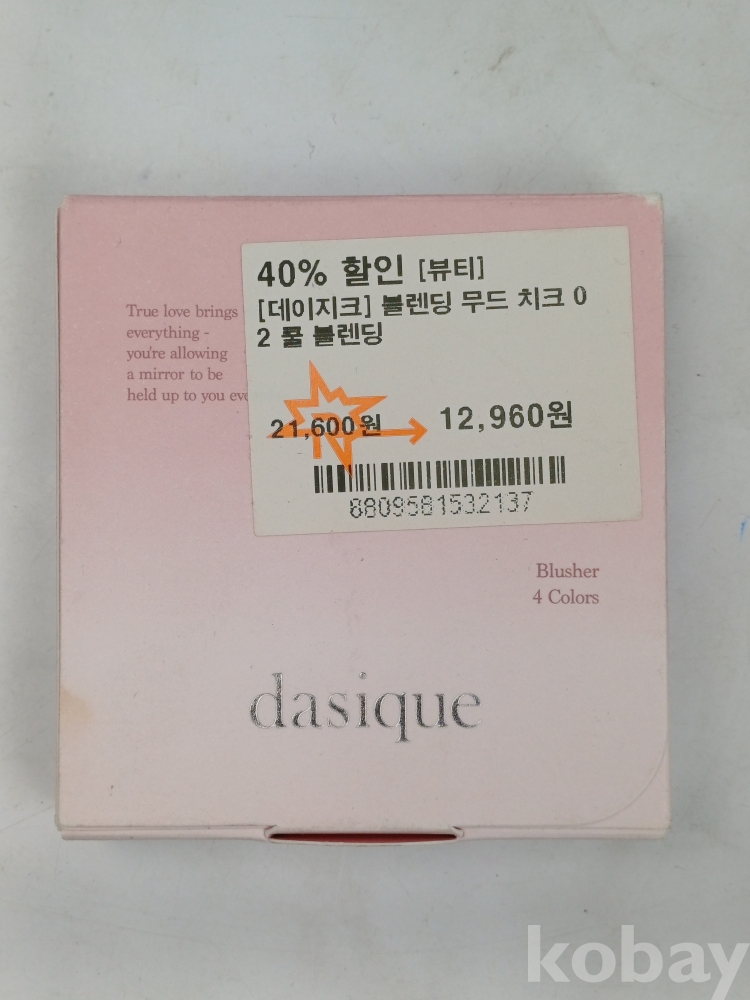 40% 할인 [뷰티]
[데이지크] 블렌딩 무드 치크 0
2 쿨 블렌딩
21,600원
12,960원
8809581532137
True love brings
everything -
you're allowing
a mirror to be
held up to you
Blusher
4 Colors
dasique
kobay